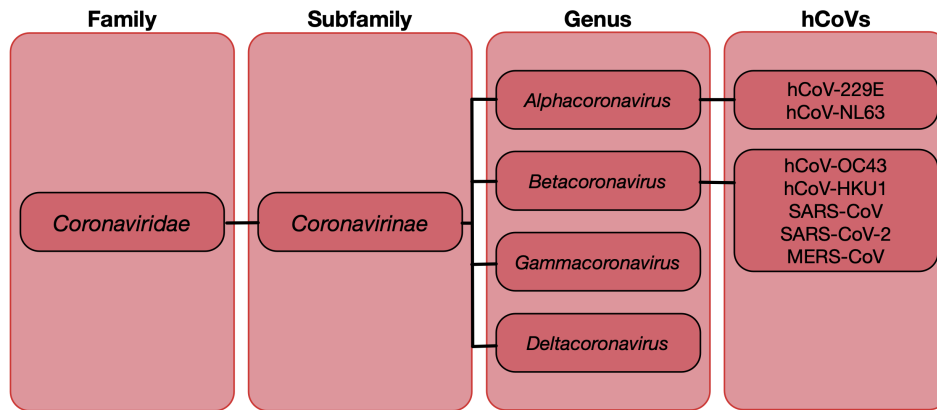 Family
Subfamily
Genus
hCoVs
Coronaviridae
Coronavirinae
Alphacoronavirus
Betacoronavirus
Gammacoronavirus
Deltacoronavirus
hCoV-229E
hCoV-NL63
hCoV-OC43
hCoV-HKU1
SARS-CoV
SARS-CoV-2
MERS-CoV